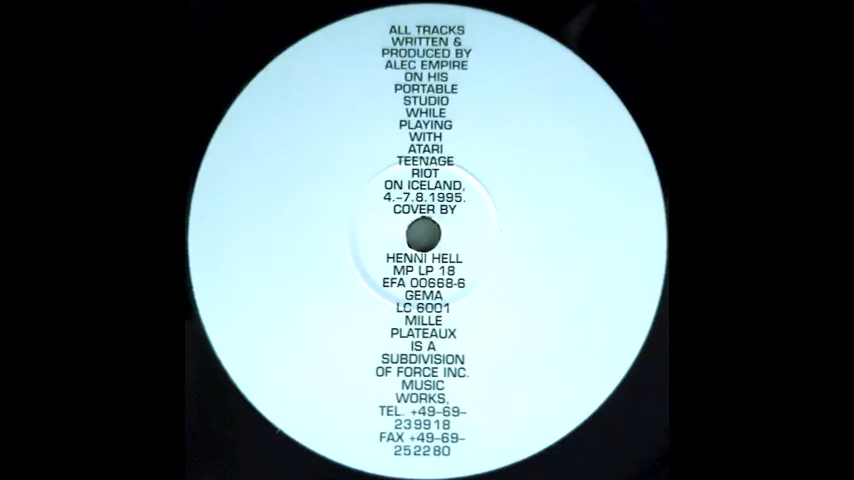 ALL TRACKS
WRITTEN &
PRODUCED BY
ALEC EMPIRE
ON HIS
PORTABLE
STUDIO
WHILE
PLAYING
WITH
ATARI
TEENAGE
RIOT
ON ICELAND,
4.–7.8.1995.
COVER BY
HENNI HELL
MP LP 18
EFA 00668-6
GEMA
LC 6001
MILLE
PLATEAUX
IS A
SUBDIVISION
OF FORCE INC.
MUSIC
WORKS,
TEL. +49–69–
239918
FAX +49–69–
252280